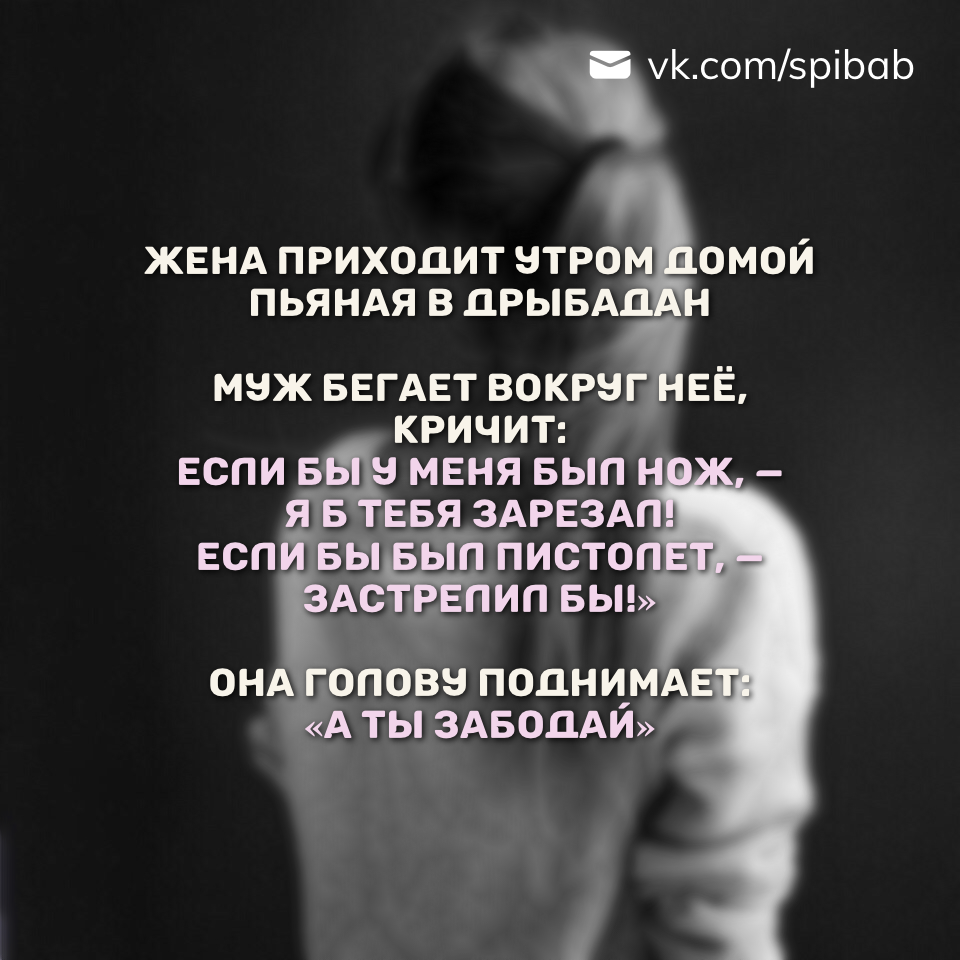 vk.com/spibab
ЖЕНА ПРИХОДИТ УТРОМ ДОМОЙ
ПЬЯНАЯ В ДРЫБАДАН
МУЖ БЕГАЕТ ВОКРУГ НЕЁ,
КРИЧИТ:
ЕСЛИ БЫ У МЕНЯ БЫЛ НОЖ, –
Я Б ТЕБЯ ЗАРЕЗАЛ!
ЕСЛИ БЫ БЫЛ ПИСТОЛЕТ, –
ЗАСТРЕЛИЛ БЫ!»
ОНА ГОЛОВУ ПОДНИМАЕТ:
«А ТЫ ЗАБОДАЙ»